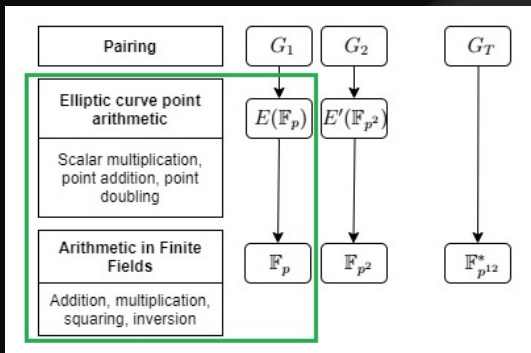 Pairing
G₁ G₂ G_T
Elliptic curve point
arithmetic
E(𝔽ₚ) E′(𝔽ₚ²)
Scalar multiplication,
point addition, point
doubling
Arithmetic in Finite
Fields
𝔽ₚ 𝔽ₚ² 𝔽*ₚ¹²
Addition, multiplication,
squaring, inversion